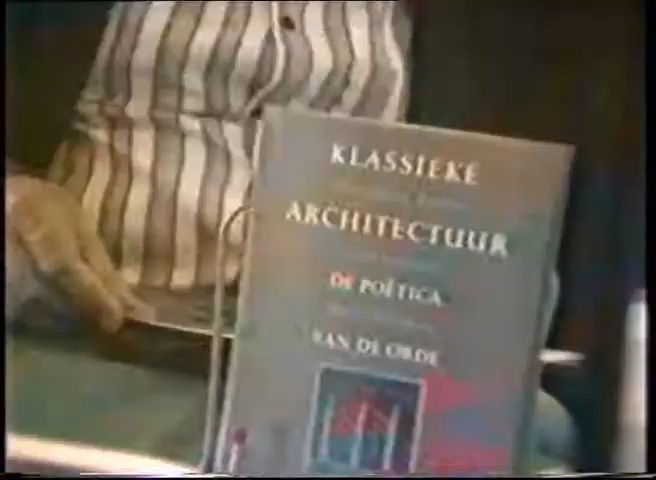 KLASSIEKE
ARCHITECTUUR
DE POËTICA
VAN DE ORDE